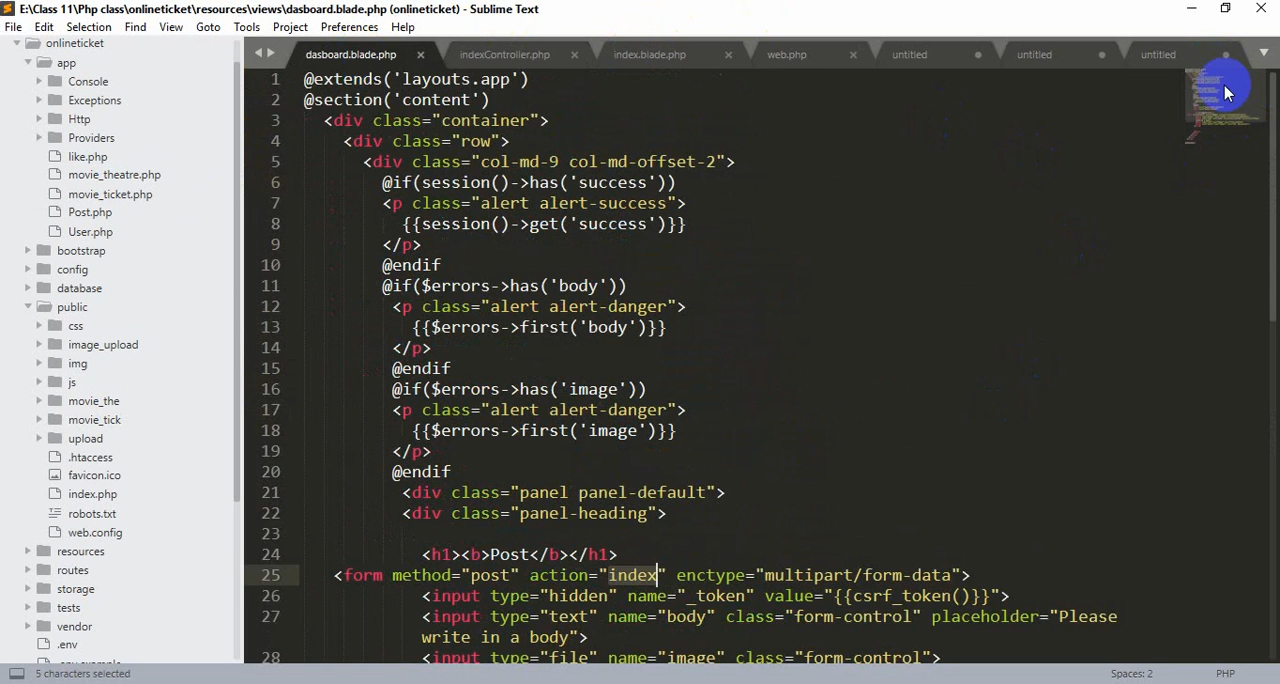 E:\Class 11\Php class\onlineticket\resources\views\dasboard.blade.php (onlineticket) - Sublime Text
File Edit Selection Find View Goto Tools Project Preferences Help
onlineticket
app
Console
Exceptions
Http
Providers
like.php
movie_theatre.php
movie_ticket.php
Post.php
User.php
bootstrap
config
database
public
css
image_upload
img
js
movie_the
movie_tick
upload
.htaccess
favicon.ico
index.php
robots.txt
web.config
resources
routes
storage
tests
vendor
.env
dasboard.blade.php indexController.php index.blade.php web.php untitled untitled untitled
1 @extends('layouts.app')
2 @section('content')
3 <div class="container">
4 <div class="row">
5 <div class="col-md-9 col-md-offset-2">
6 @if(session()->has('success'))
7 <p class="alert alert-success">
8 {{session()->get('success')}}
9 </p>
10 @endif
11 @if($errors->has('body'))
12 <p class="alert alert-danger">
13 {{$errors->first('body')}}
14 </p>
15 @endif
16 @if($errors->has('image'))
17 <p class="alert alert-danger">
18 {{$errors->first('image')}}
19 </p>
20 @endif
21 <div class="panel panel-default">
22 <div class="panel-heading">
23
24 <h1><b>Post</b></h1>
25 <form method="post" action="index" enctype="multipart/form-data">
26 <input type="hidden" name="_token" value="{{csrf_token()}}">
27 <input type="text" name="body" class="form-control" placeholder="Please
write in a body">
28 <input type="file" name="image" class="form-control">
5 characters selected Spaces: 2 PHP